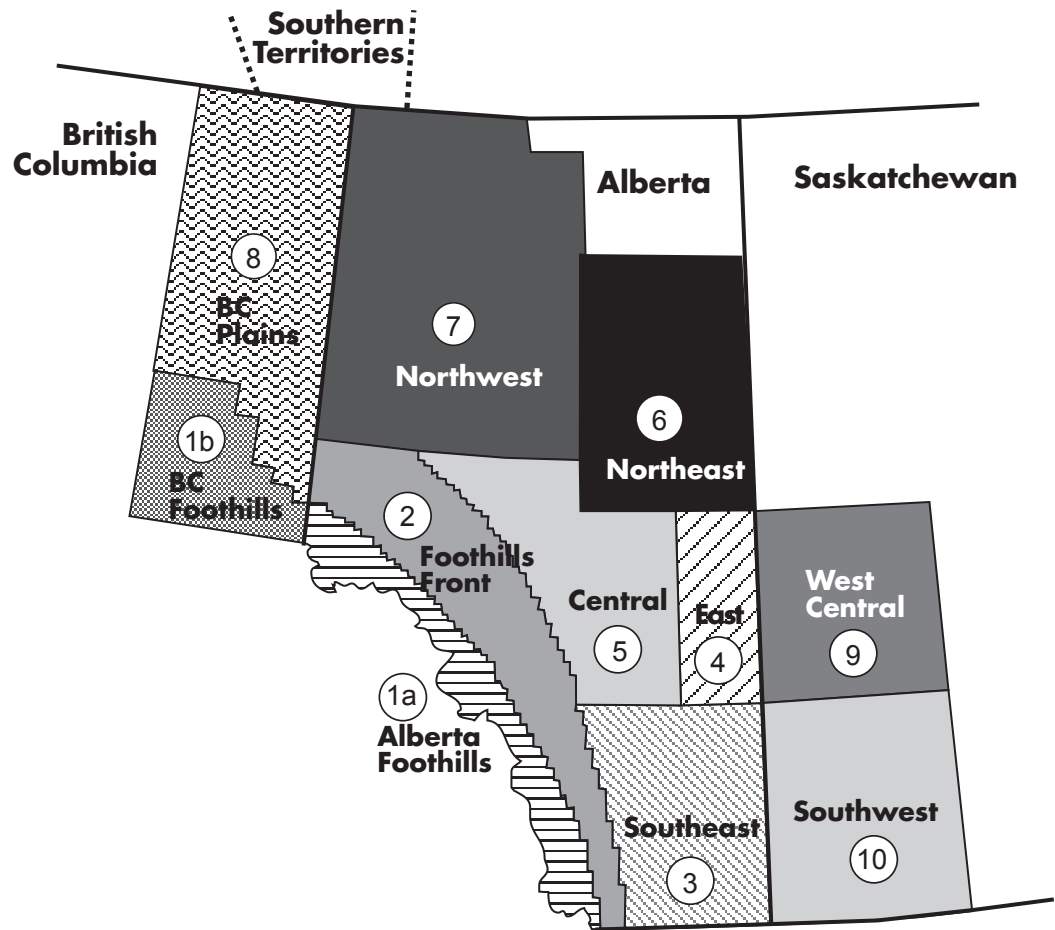 Southern
Territories
British
Columbia
Alberta
Saskatchewan
8
BC
Plains
7
Northwest
6
Northeast
1b
BC
Foothills
2
Foothills
Front
Central
5
East
4
West
Central
9
1a
Alberta
Foothills
Southeast
3
Southwest
10